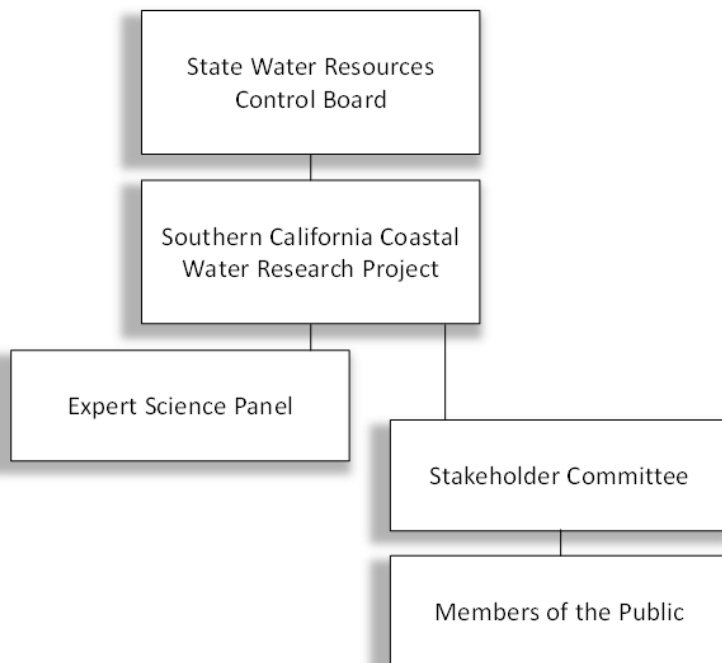 State Water Resources
Control Board
Southern California Coastal
Water Research Project
Expert Science Panel
Stakeholder Committee
Members of the Public